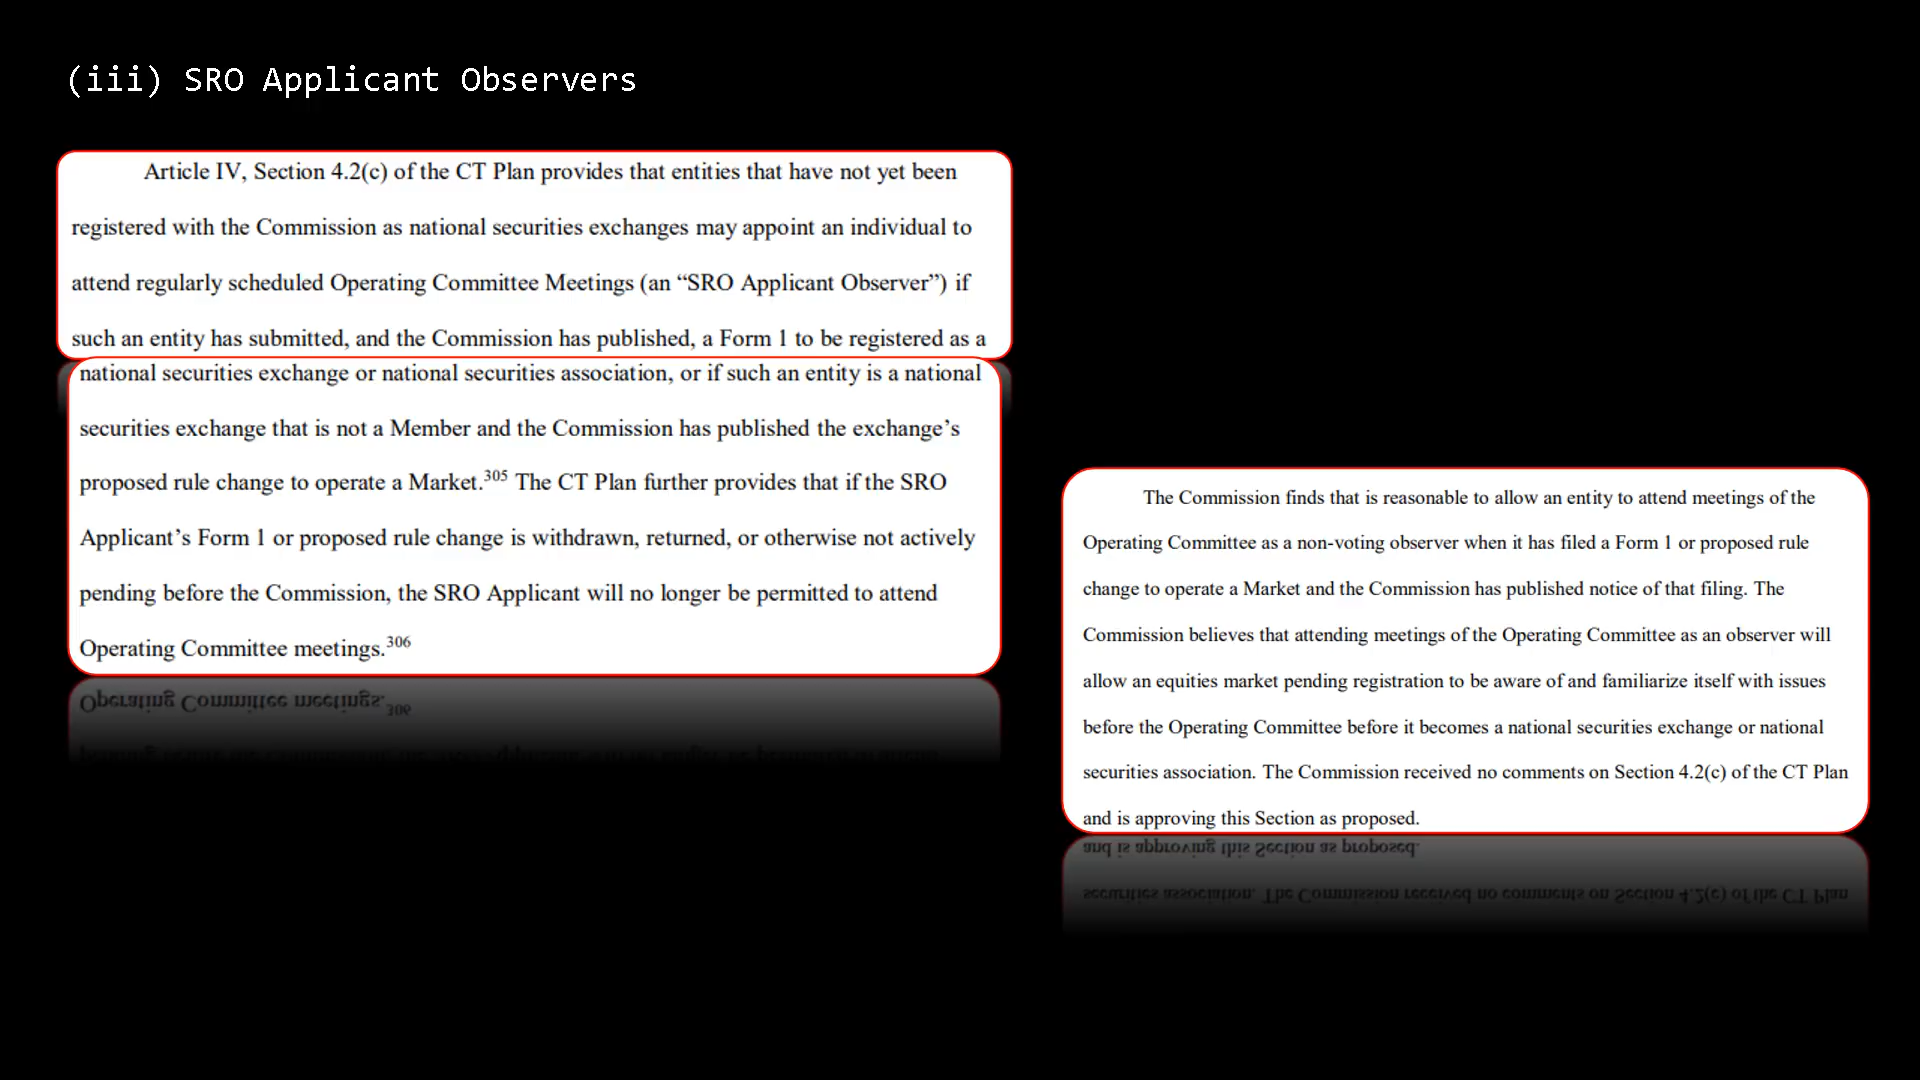 (iii) SRO Applicant Observers
Article IV, Section 4.2(c) of the CT Plan provides that entities that have not yet been
registered with the Commission as national securities exchanges may appoint an individual to
attend regularly scheduled Operating Committee Meetings (an “SRO Applicant Observer”) if
such an entity has submitted, and the Commission has published, a Form 1 to be registered as a
national securities exchange or national securities association, or if such an entity is a national
securities exchange that is not a Member and the Commission has published the exchange’s
proposed rule change to operate a Market.305 The CT Plan further provides that if the SRO
Applicant’s Form 1 or proposed rule change is withdrawn, returned, or otherwise not actively
pending before the Commission, the SRO Applicant will no longer be permitted to attend
Operating Committee meetings.306
The Commission finds that is reasonable to allow an entity to attend meetings of the
Operating Committee as a non-voting observer when it has filed a Form 1 or proposed rule
change to operate a Market and the Commission has published notice of that filing. The
Commission believes that attending meetings of the Operating Committee as an observer will
allow an equities market pending registration to be aware of and familiarize itself with issues
before the Operating Committee before it becomes a national securities exchange or national
securities association. The Commission received no comments on Section 4.2(c) of the CT Plan
and is approving this Section as proposed.